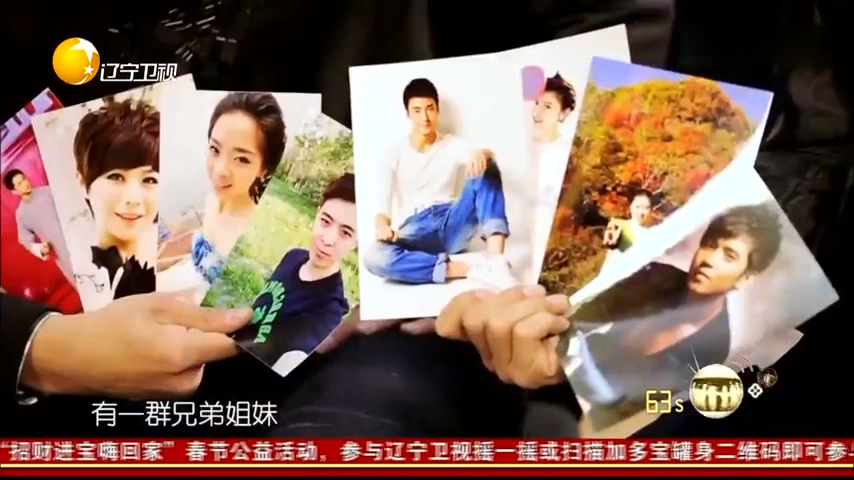 辽宁卫视
有一群兄弟姐妹
63s
"招财进宝嗨回家" 春节公益活动，参与辽宁卫视摇一摇或扫描加多宝罐身二维码即可参与